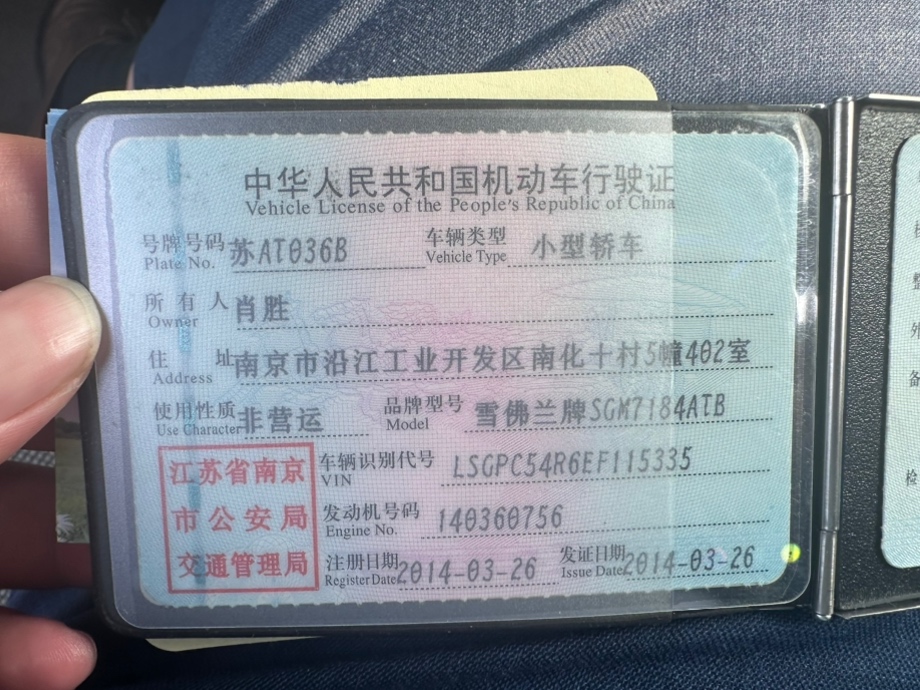 中华人民共和国机动车行驶证
Vehicle License of the People's Republic of China
号牌号码 苏AT036B 车辆类型 小型轿车
Plate No. Vehicle Type
所有人 肖胜
Owner
住址 南京市沿江工业开发区南化十村5幢402室
Address
使用性质 非营运 品牌型号 雪佛兰牌SGM7184ATB
Use Character Model
江苏省南京
市公安局
交通管理局
车辆识别代号 LSGPC54R6EF115335
VIN
发动机号码 140360756
Engine No.
注册日期 2014-03-26 发证日期 2014-03-26
Register Date Issue Date
备
检